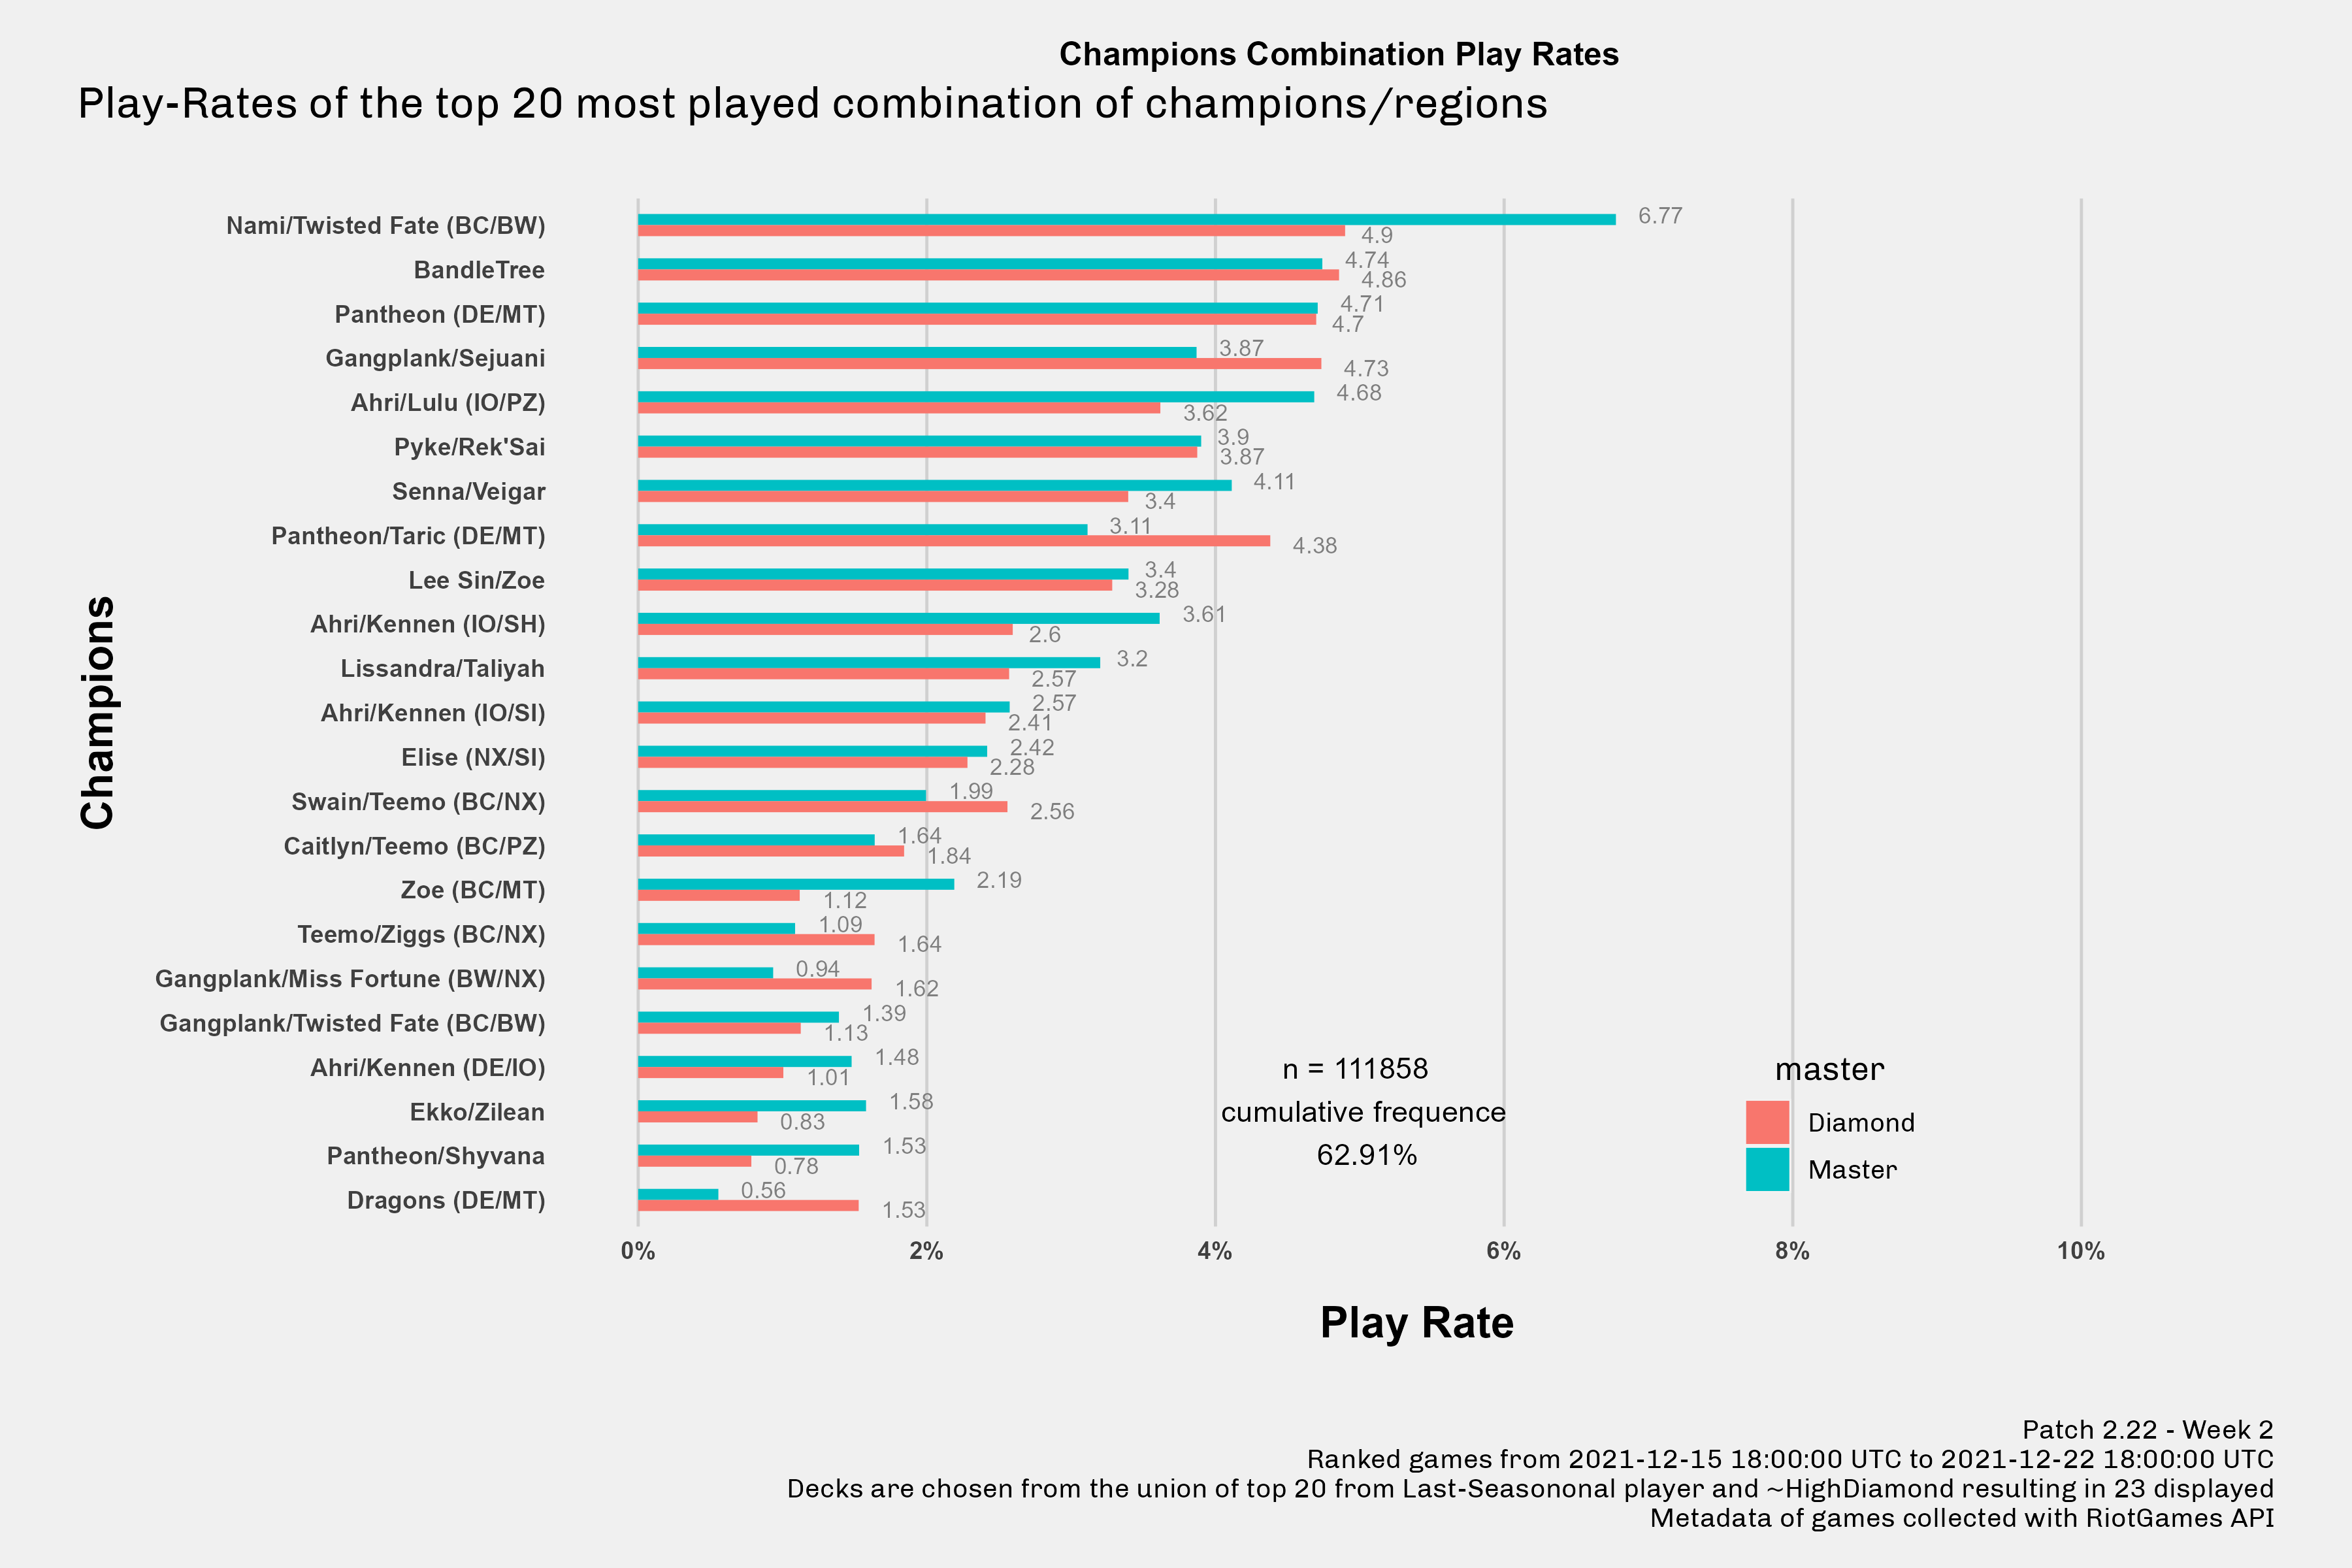 Champions Combination Play Rates
Play-Rates of the top 20 most played combination of champions/regions
Champions
Nami/Twisted Fate (BC/BW) 6.77 4.9
BandleTree 4.74 4.86
Pantheon (DE/MT) 4.71 4.7
Gangplank/Sejuani 3.87 4.73
Ahri/Lulu (IO/PZ) 4.68 3.62
Pyke/Rek'Sai 3.9 3.87
Senna/Veigar 4.11 3.4
Pantheon/Taric (DE/MT) 3.11 4.38
Lee Sin/Zoe 3.4 3.28
Ahri/Kennen (IO/SH) 3.61 2.6
Lissandra/Taliyah 3.2 2.57
Ahri/Kennen (IO/SI) 2.57 2.41
Elise (NX/SI) 2.42 2.28
Swain/Teemo (BC/NX) 1.99 2.56
Caitlyn/Teemo (BC/PZ) 1.64 1.84
Zoe (BC/MT) 2.19 1.12
Teemo/Ziggs (BC/NX) 1.09 1.64
Gangplank/Miss Fortune (BW/NX) 0.94 1.62
Gangplank/Twisted Fate (BC/BW) 1.39 1.13
Ahri/Kennen (DE/IO) 1.48 1.01
Ekko/Zilean 1.58 0.83
Pantheon/Shyvana 1.53 0.78
Dragons (DE/MT) 0.56 1.53
n = 111858
cumulative frequence
62.91%
master
Diamond
Master
0% 2% 4% 6% 8% 10%
Play Rate
Patch 2.22 - Week 2
Ranked games from 2021-12-15 18:00:00 UTC to 2021-12-22 18:00:00 UTC
Decks are chosen from the union of top 20 from Last-Seasononal player and ~HighDiamond resulting in 23 displayed
Metadata of games collected with RiotGames API